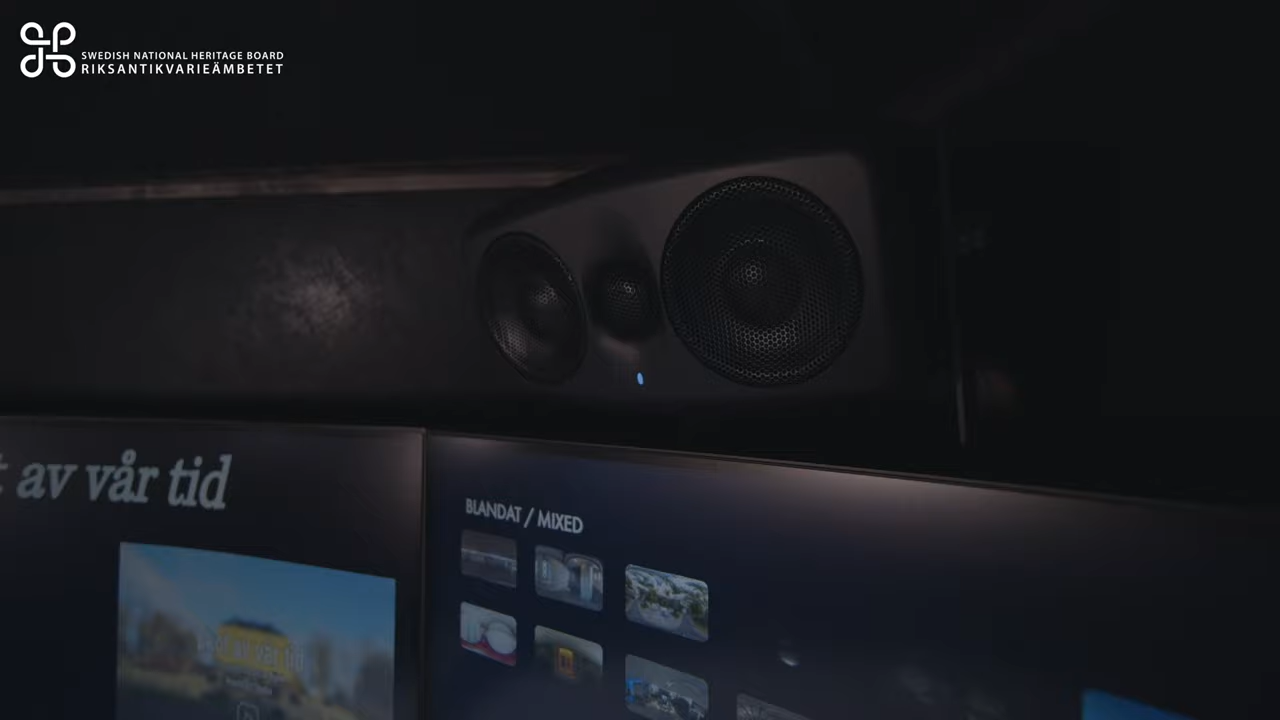 SWEDISH NATIONAL HERITAGE BOARD
RIKSANTIKVARIEÄMBETET
av vår tid
BLANDAT / MIXED